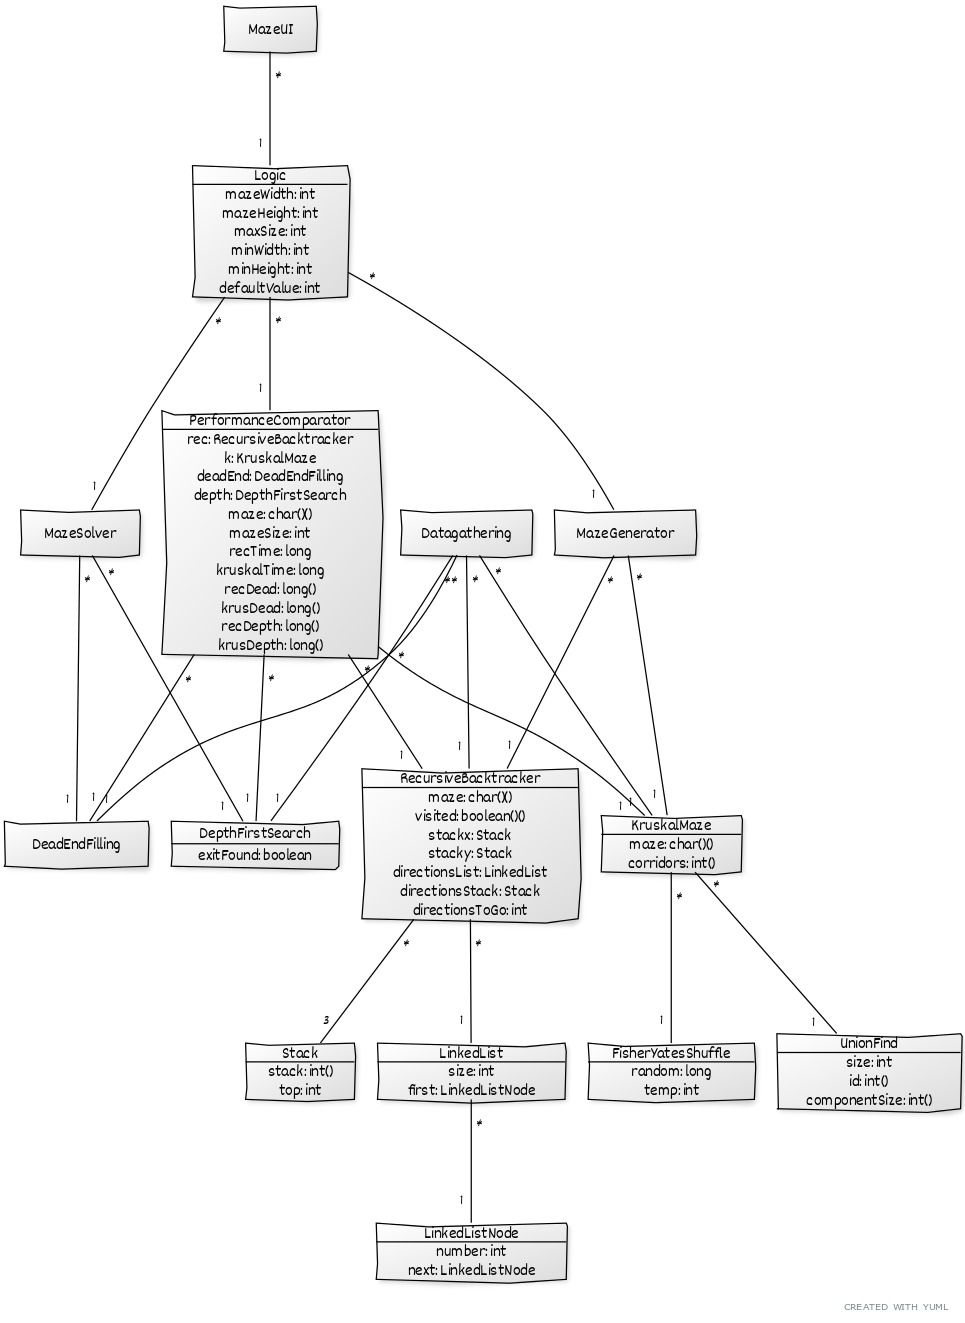 MazeUI
*
1
Logic
mazeWidth: int
mazeHeight: int
maxSize: int
minWidth: int
minHeight: int
defaultValue: int
*
*
*
1
1
1
PerformanceComparator
rec: RecursiveBacktracker
k: KruskalMaze
deadEnd: DeadEndFilling
depth: DepthFirstSearch
maze: char()()
mazeSize: int
recTime: long
kruskalTime: long
recDead: long()
krusDead: long()
recDepth: long()
krusDepth: long()
MazeSolver
Datagathering
MazeGenerator
* *
** * *
* *
* * * *
1 1 1
1 1 1
1 1 1
1 1 1
DeadEndFilling
DepthFirstSearch
exitFound: boolean
RecursiveBacktracker
maze: char()()
visited: boolean()()
stackx: Stack
stacky: Stack
directionsList: LinkedList
directionsStack: Stack
directionsToGo: int
KruskalMaze
maze: char()()
corridors: int()
* *
* *
3 1
1 1
Stack
stack: int()
top: int
LinkedList
size: int
first: LinkedListNode
FisherYatesShuffle
random: long
temp: int
UnionFind
size: int
id: int()
componentSize: int()
*
1
LinkedListNode
number: int
next: LinkedListNode
CREATED WITH YUML